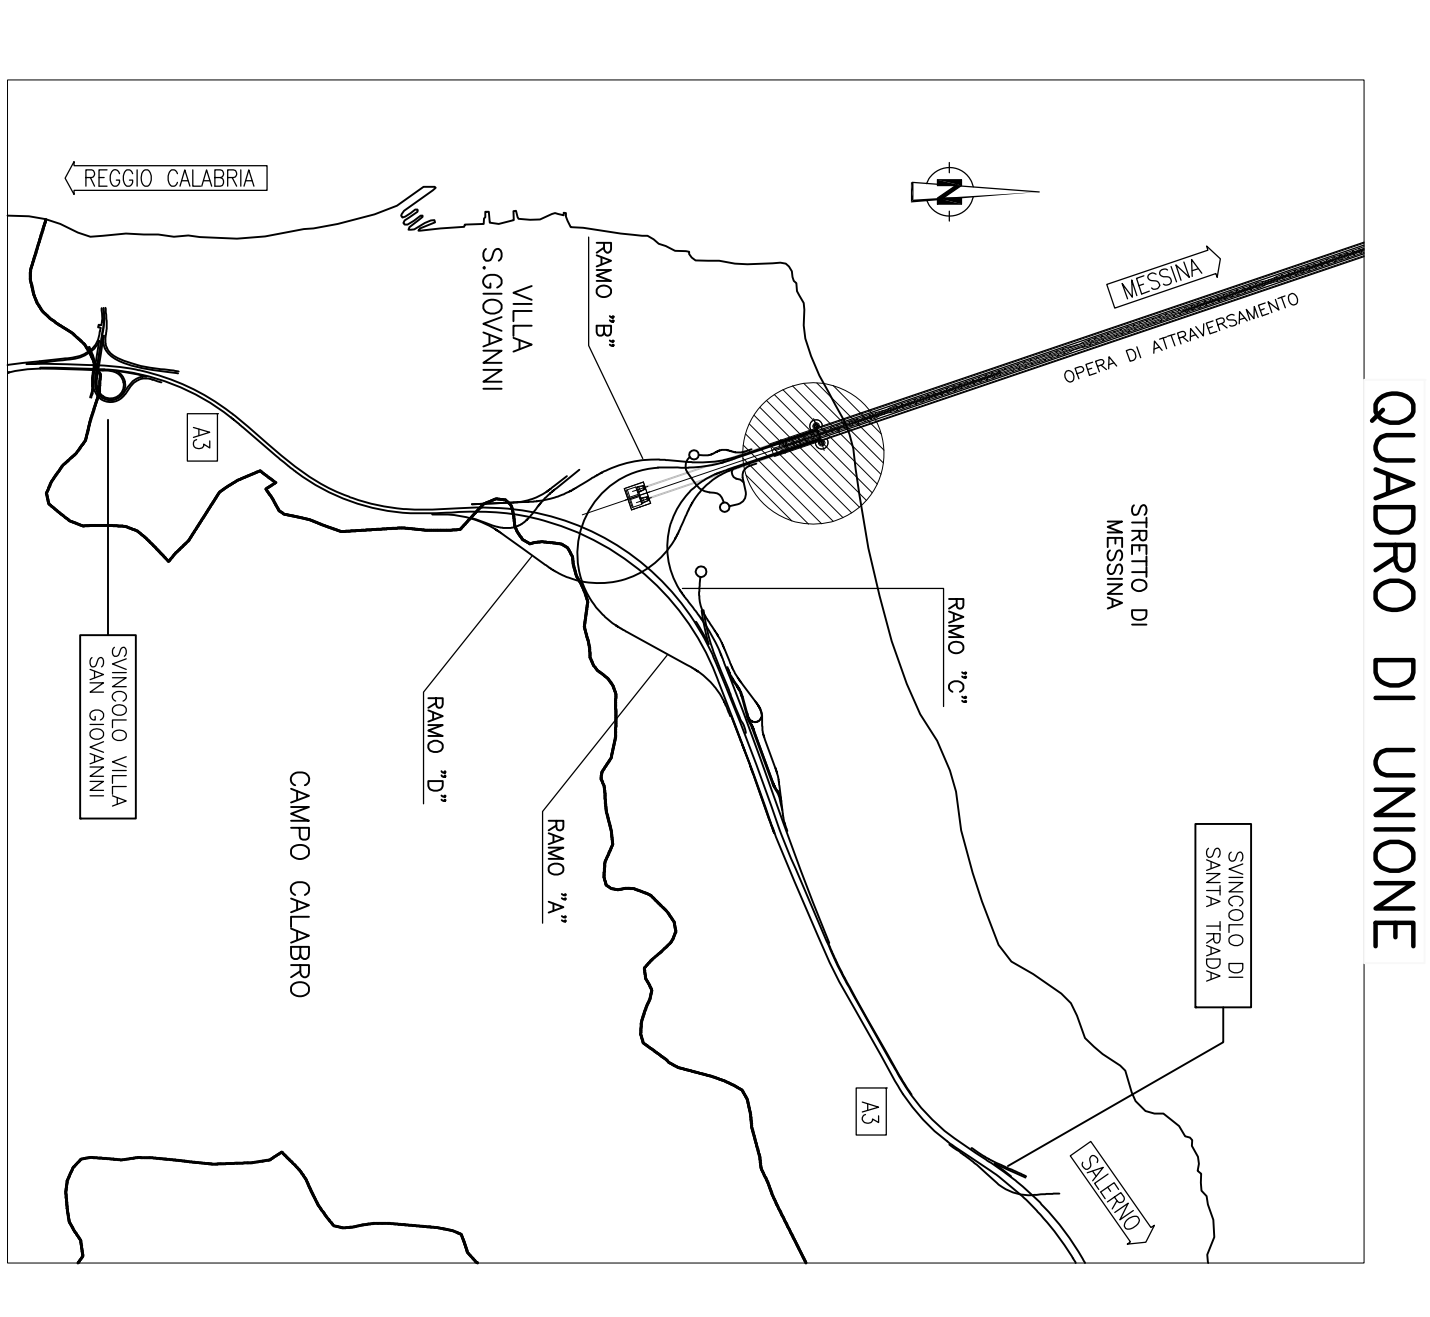 QUADRO DI UNIONE
REGGIO CALABRIA
N
MESSINA
OPERA DI ATTRAVERSAMENTO
STRETTO DI
MESSINA
VILLA
S.GIOVANNI
RAMO "B"
A3
RAMO "C"
SVINCOLO VILLA
SAN GIOVANNI
RAMO "D"
RAMO "A"
CAMPO CALABRO
SVINCOLO DI
SANTA TRADA
A3
SALERNO